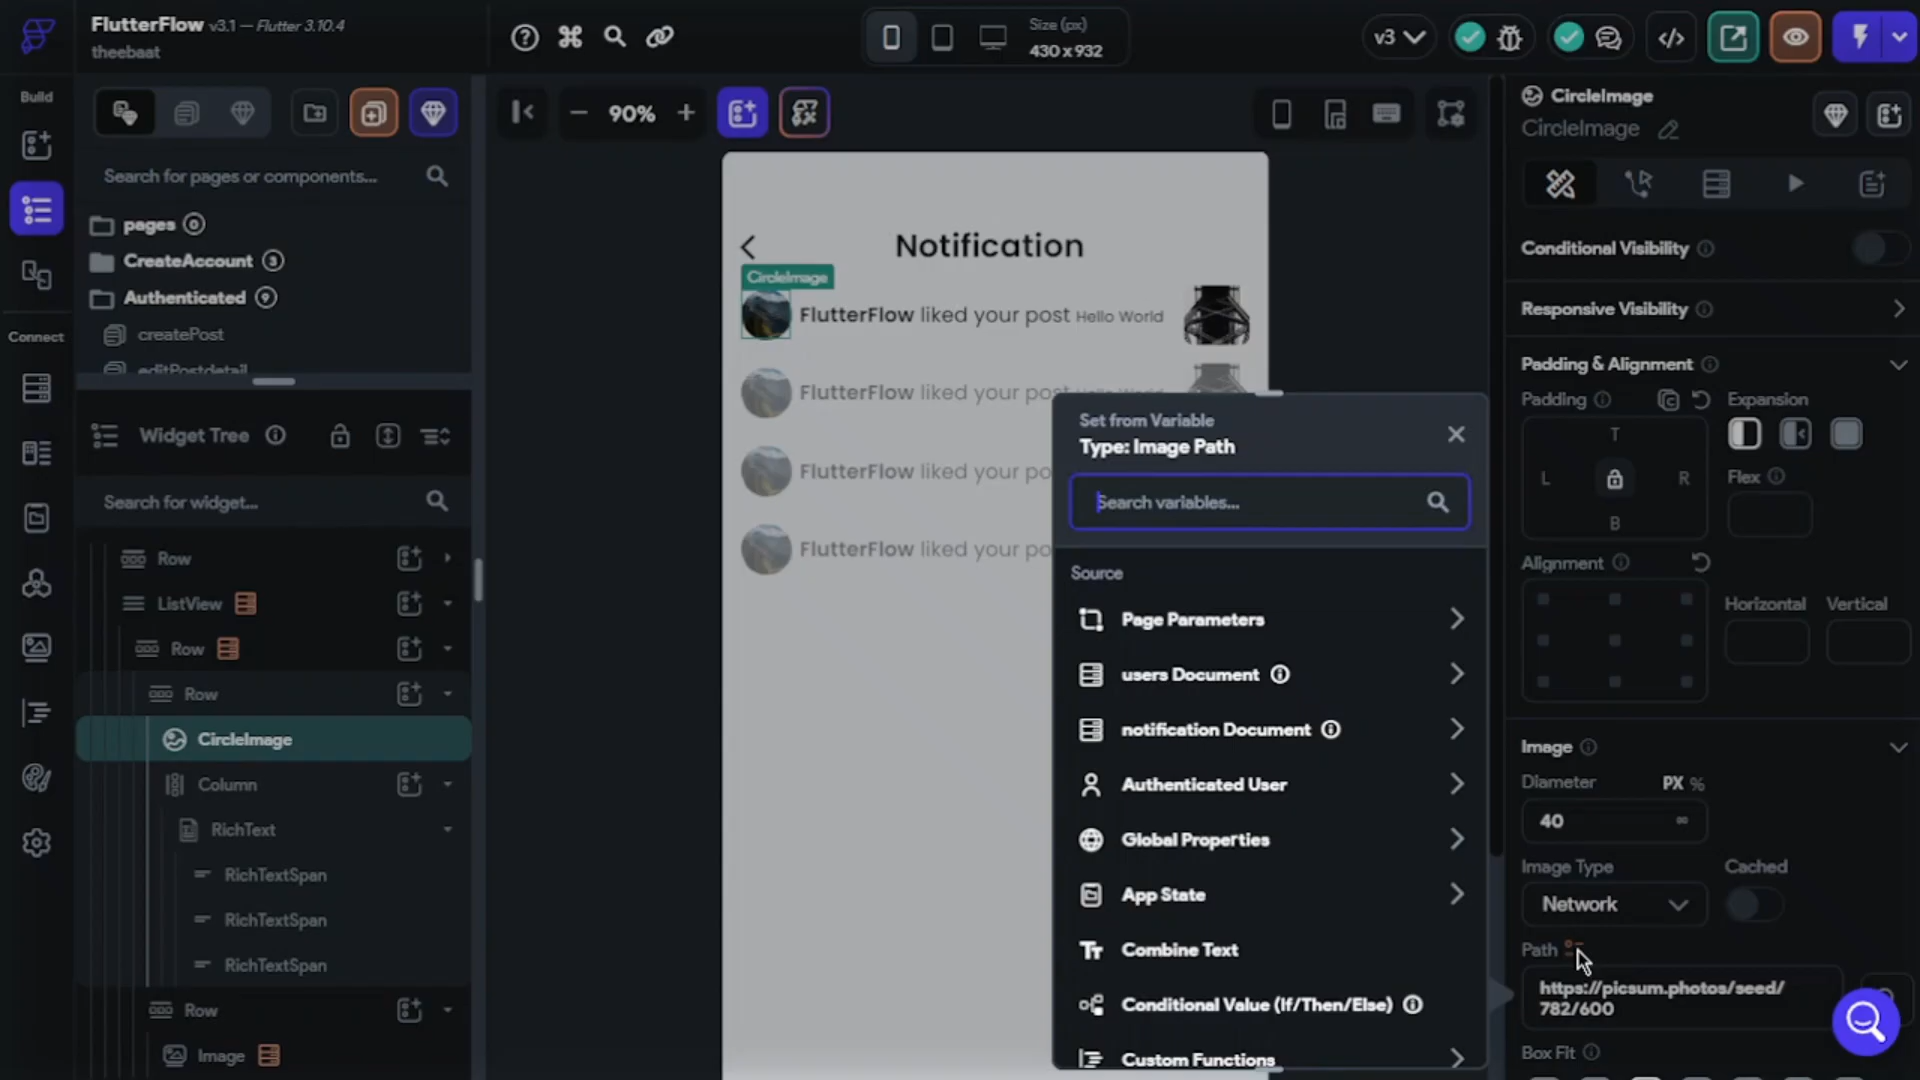 FlutterFlow v3.1 – Flutter 3.10.4
theebaat
Size (px)
430 x 932
v3
Build
Connect
90%
Search for pages or components...
pages 0
CreateAccount 3
Authenticated 9
createPost
editPostdetail
Widget Tree
Search for widget...
Row
ListView
Row
Row
CircleImage
Column
RichText
RichTextSpan
RichTextSpan
RichTextSpan
Row
Image
Notification
CircleImage
FlutterFlow liked your post Hello World
FlutterFlow liked your post Hello World
FlutterFlow liked your po
FlutterFlow liked your po
Set from Variable
Type: Image Path
Search variables...
Source
Page Parameters
users Document
notification Document
Authenticated User
Global Properties
App State
Combine Text
Conditional Value (If/Then/Else)
Custom Functions
CircleImage
CircleImage
Conditional Visibility
Responsive Visibility
Padding & Alignment
Padding
Expansion
T
L
R
B
Flex
Alignment
Horizontal
Vertical
Image
Diameter
PX %
40
Image Type
Cached
Network
Path
https://picsum.photos/seed/
782/600
Box Fit